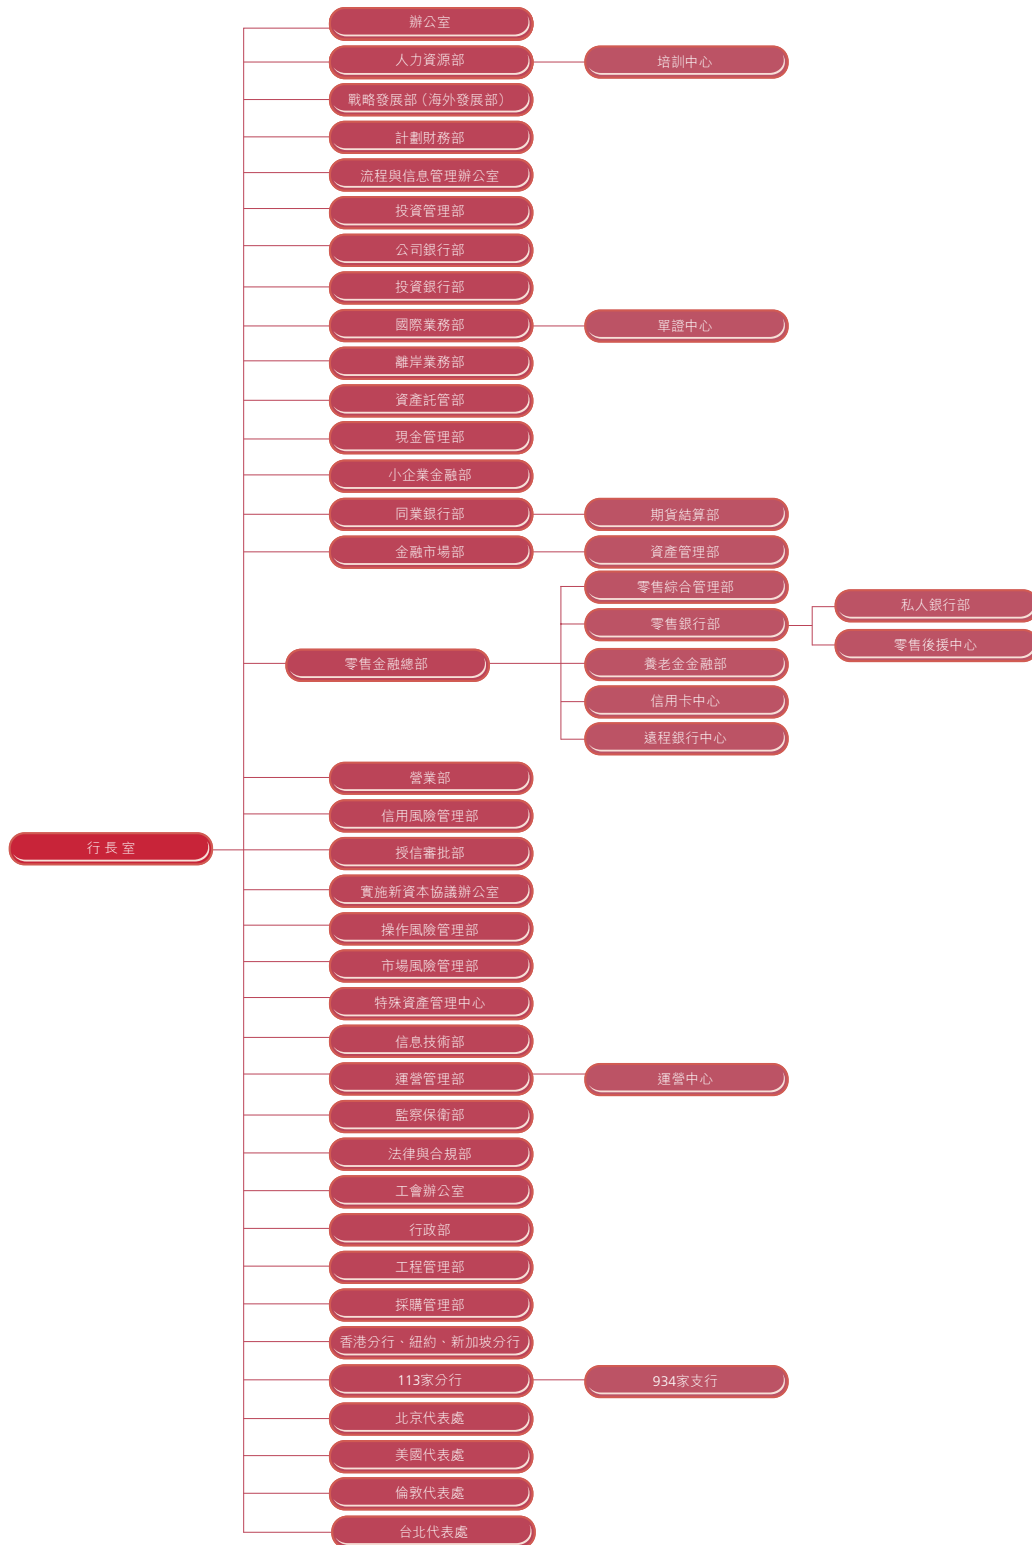 辦公室
人力資源部
培訓中心
戰略發展部（海外發展部）
計劃財務部
流程與信息管理辦公室
投資管理部
公司銀行部
投資銀行部
國際業務部
單證中心
離岸業務部
資產託管部
現金管理部
小企業金融部
同業銀行部
期貨結算部
金融市場部
資產管理部
零售綜合管理部
私人銀行部
零售銀行部
零售後援中心
零售金融總部
養老金金融部
信用卡中心
遠程銀行中心
營業部
信用風險管理部
行長室
授信審批部
實施新資本協議辦公室
操作風險管理部
市場風險管理部
特殊資產管理中心
信息技術部
運營管理部
運營中心
監察保衛部
法律與合規部
工會辦公室
行政部
工程管理部
採購管理部
香港分行、紐約、新加坡分行
113家分行
934家支行
北京代表處
美國代表處
倫敦代表處
台北代表處